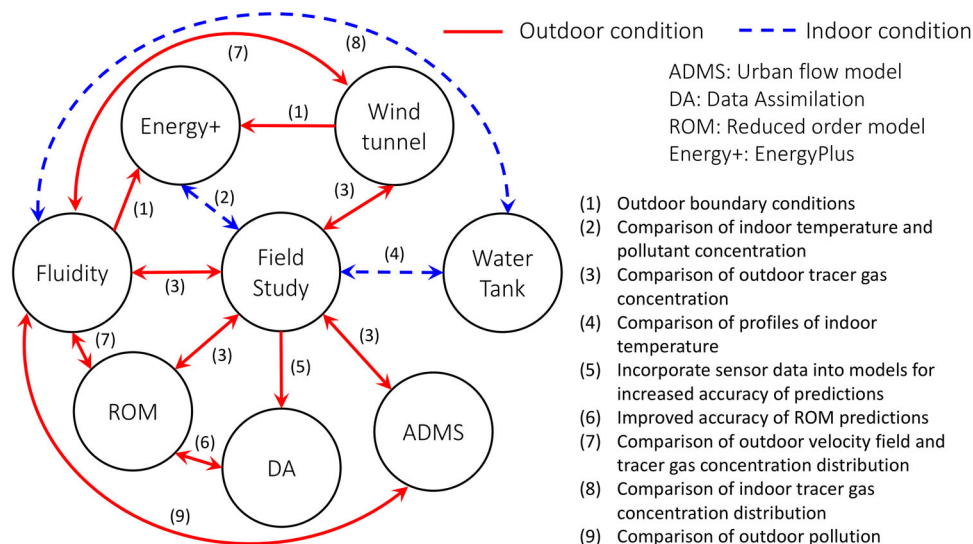 Outdoor condition
Indoor condition
ADMS: Urban flow model
DA: Data Assimilation
ROM: Reduced order model
Energy+: EnergyPlus
(8)
(7)
Energy+
(1)
Wind
tunnel
(1)
(2)
(3)
Fluidity
(3)
Field
Study
(4)
Water
Tank
(7)
(3)
(5)
(3)
ROM
(6)
DA
ADMS
(9)
(1) Outdoor boundary conditions
(2) Comparison of indoor temperature and
pollutant concentration
(3) Comparison of outdoor tracer gas
concentration
(4) Comparison of profiles of indoor
temperature
(5) Incorporate sensor data into models for
increased accuracy of predictions
(6) Improved accuracy of ROM predictions
(7) Comparison of outdoor velocity field and
tracer gas concentration distribution
(8) Comparison of indoor tracer gas
concentration distribution
(9) Comparison of outdoor pollution